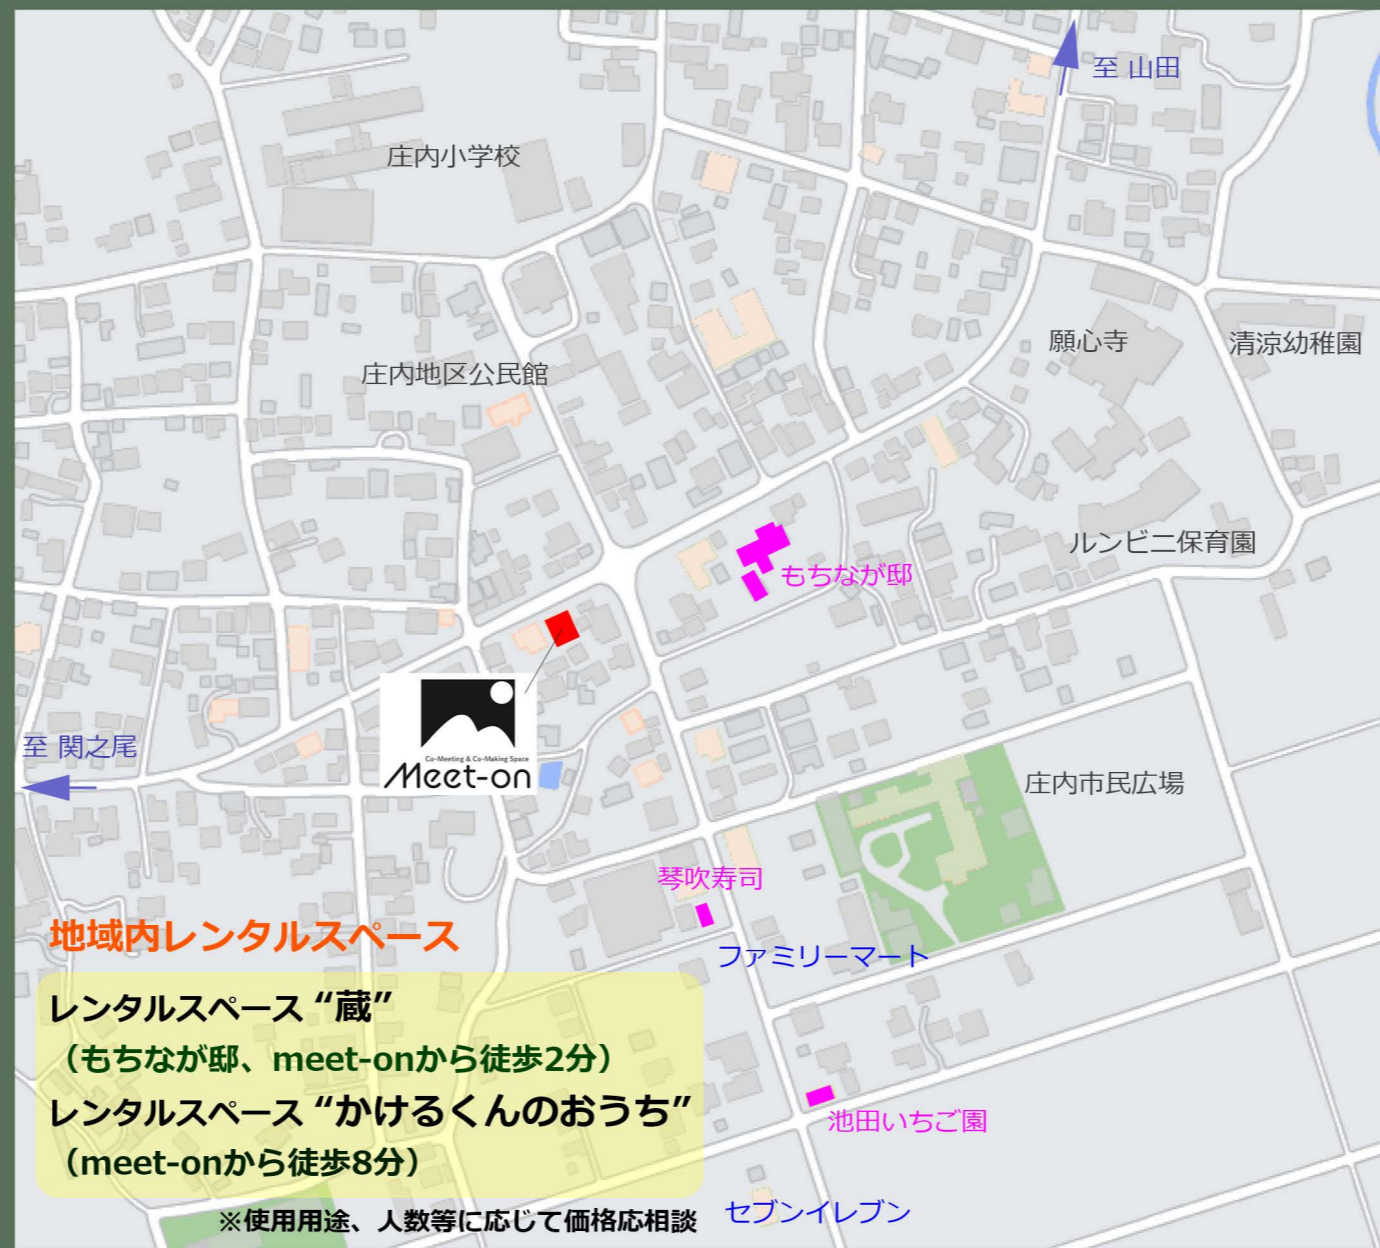 至 山田
庄内小学校
願心寺
清涼幼稚園
庄内地区公民館
ルンビニ保育園
もちなが邸
至 関之尾
Co-Meeting & Co-Making Space
Meet-on
庄内市民広場
琴吹寿司
ファミリーマート
地域内レンタルスペース
レンタルスペース “蔵”
（もちなが邸、meet-onから徒歩2分）
レンタルスペース “かけるくんのおうち”
（meet-onから徒歩8分）
池田いちご園
※使用用途、人数等に応じて価格応相談
セブンイレブン